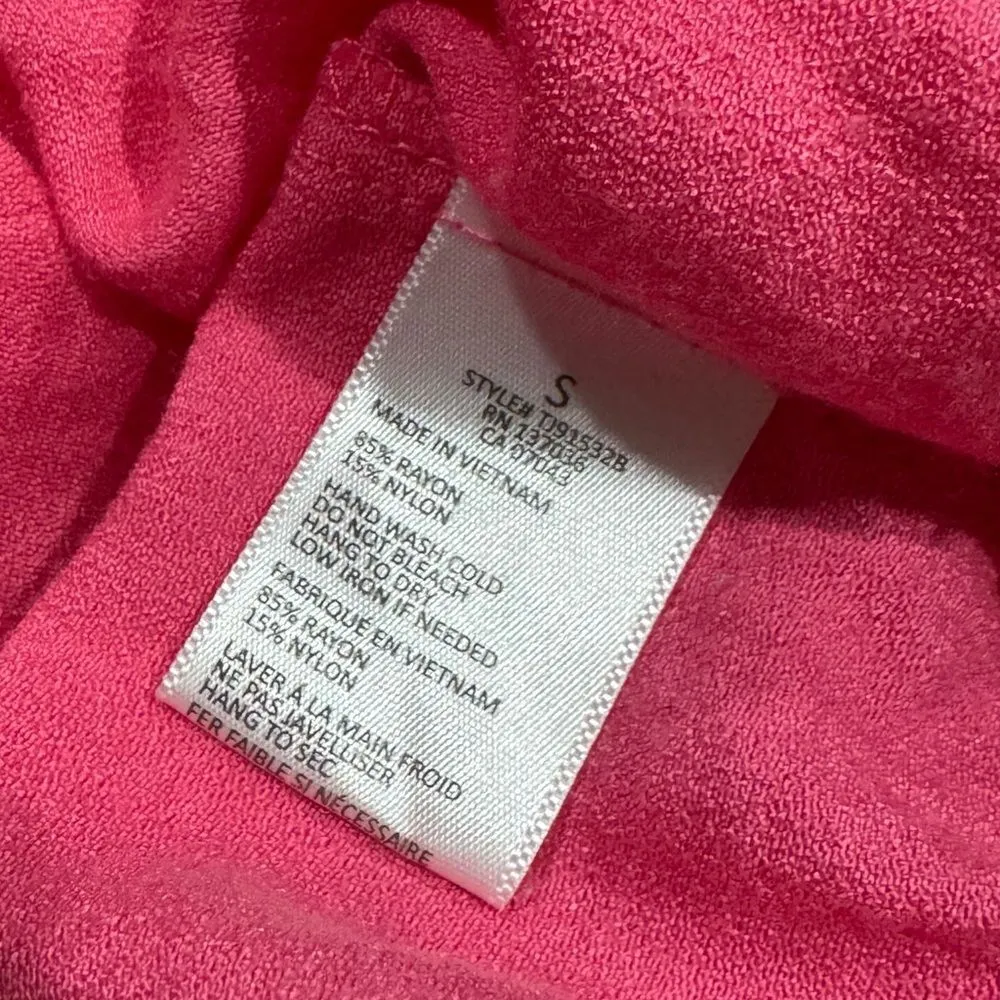 S
STYLE# TJ91532B
RN 137036
CA 07043
MADE IN VIETNAM
85% RAYON
15% NYLON
HAND WASH COLD
DO NOT BLEACH
HANG TO DRY
LOW IRON IF NEEDED
FABRIQUE EN VIETNAM
85% RAYON
15% NYLON
LAVER A LA MAIN FROID
NE PAS JAVELLISER
HANG TO SEC
FER FAIBLE SI NECESSAIRE